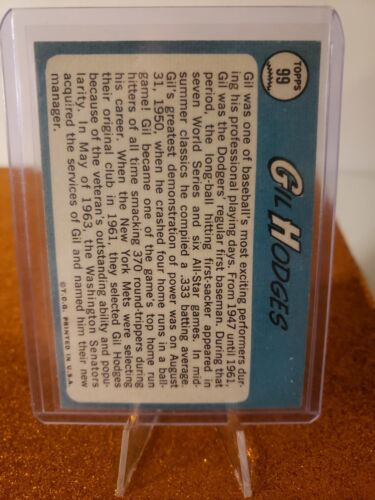 TOPPS
99
GIL HODGES
Gil was one of baseball's most exciting performers dur-
ing his professional playing days. From 1947 until 1961,
Gil was the Dodgers' regular first baseman. During that
period, the long-ball hitting first-sacker appeared in
seven World Series and six All-Star games. In mid-
summer classics he compiled a .333 batting average.
Gil's greatest demonstration of power was on August
31, 1950, when he crashed four home runs in a ball-
game! Gil became one of the game's top home run
hitters of all time smacking 370 round-trippers during
his career. When the New York Mets were selecting
their original club in 1961, they selected Gil Hodges
because of the veteran's outstanding ability and popu-
larity. In May of 1963, the Washington Senators
acquired the services of Gil and named him their new
manager.
©T.C.G. PRINTED IN U.S.A.